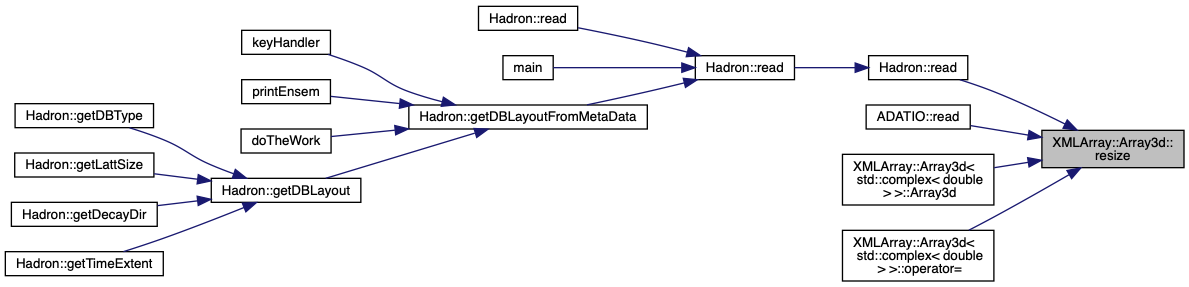 Hadron::read
keyHandler
main
Hadron::read
Hadron::read
printEnsem
Hadron::getDBType
Hadron::getDBLayoutFromMetaData
ADATIO::read
doTheWork
XMLArray::Array3d::
resize
Hadron::getLattSize
XMLArray::Array3d<
std::complex< double
> >::Array3d
Hadron::getDBLayout
Hadron::getDecayDir
Hadron::getTimeExtent
XMLArray::Array3d<
std::complex< double
> >::operator=